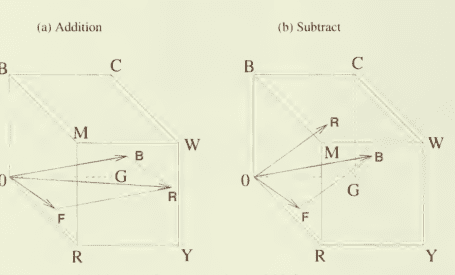 (a) Addition
(b) Subtract
B C
B C
R
M W
M W
B
B
0 G
0 G
R
F
F
R Y
R Y